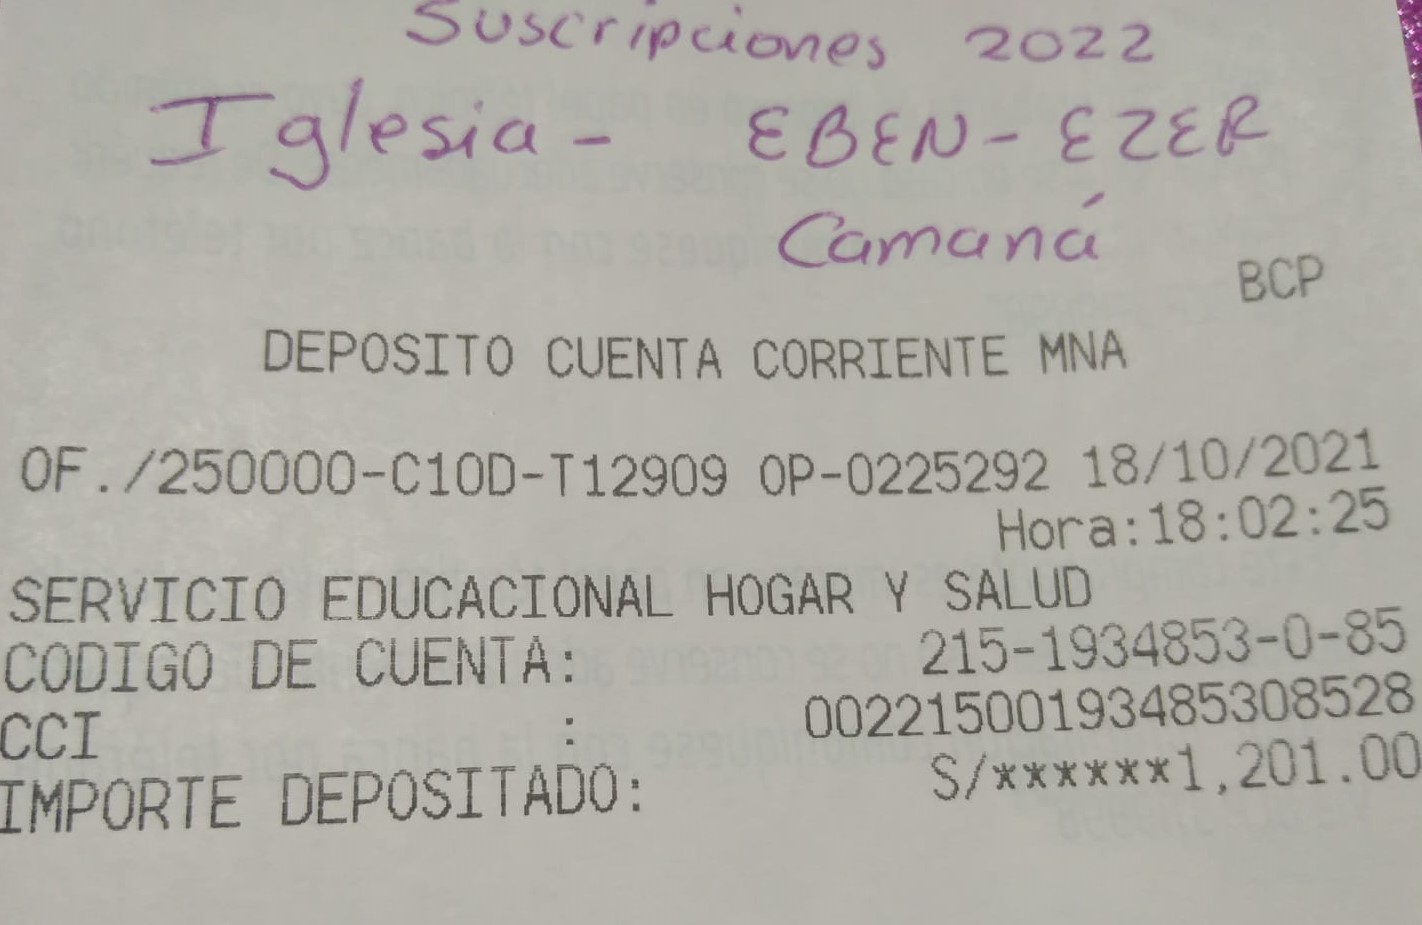 Suscripciones 2022
Iglesia - EBEN-EZER
Camaná
BCP
DEPOSITO CUENTA CORRIENTE MNA
OF./250000-C10D-T12909 OP-0225292 18/10/2021
Hora:18:02:25
SERVICIO EDUCACIONAL HOGAR Y SALUD
CODIGO DE CUENTA: 215-1934853-0-85
CCI : 00221500193485308528
IMPORTE DEPOSITADO: S/******1,201.00